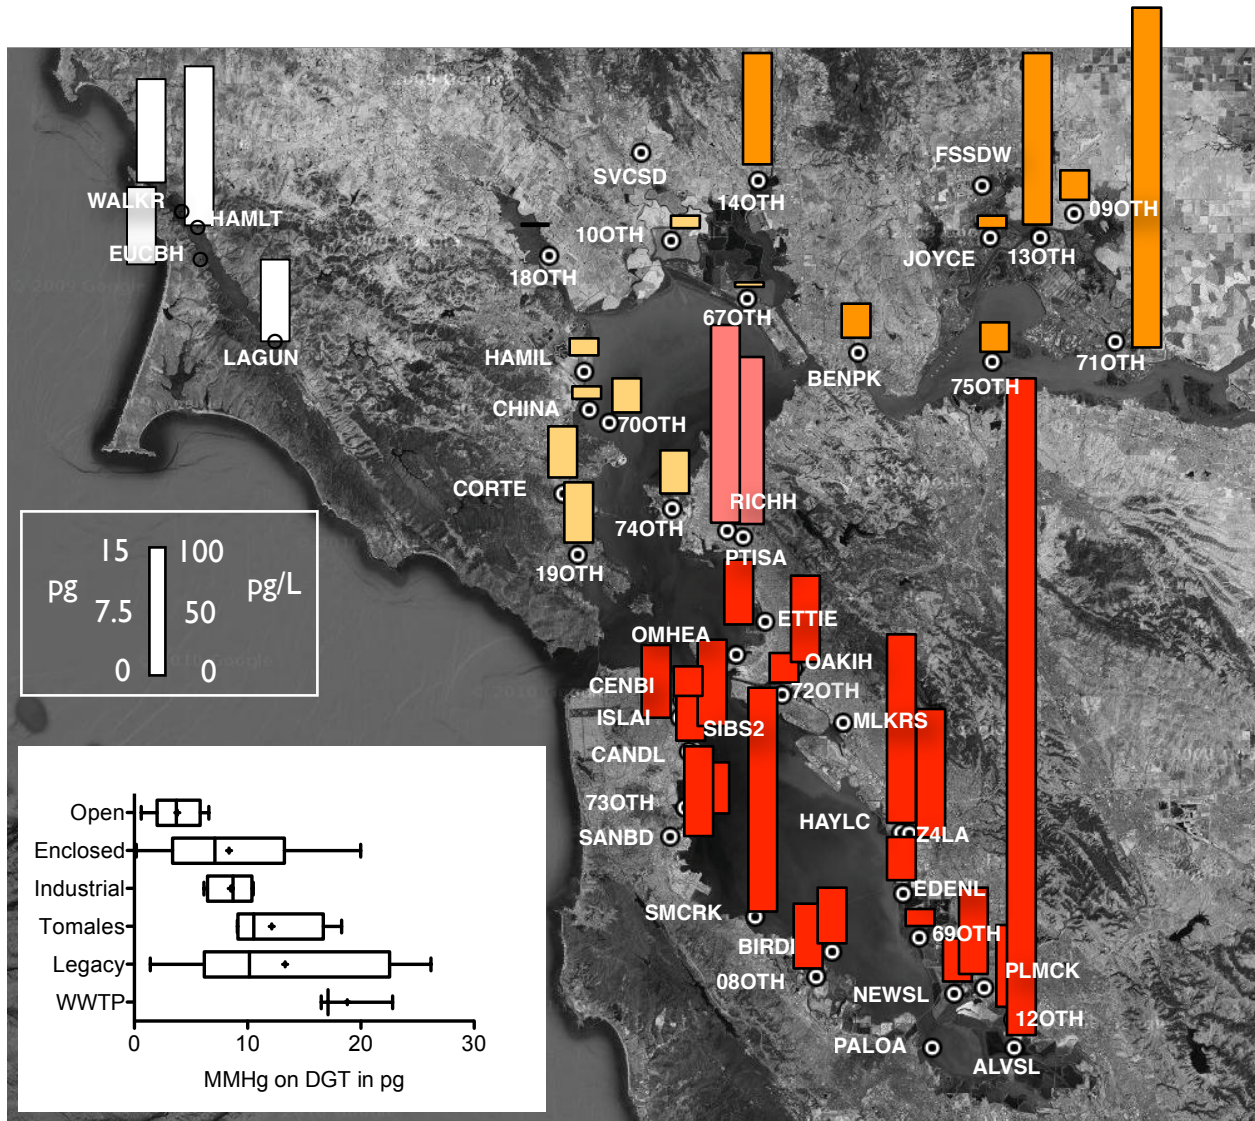 © 2009 Google
FSSDW
SVCSD
WALKR
14OTH
HAMLT
09OTH
10OTH
EUCBH
JOYCE
13OTH
18OTH
67OTH
LAGUN
HAMIL
BENPK
75OTH
71OTH
CHINA
70OTH
CORTE
RICHH
74OTH
PTISA
19OTH
15 100
pg 7.5 50 pg/L
0 0
ETTIE
OMHEA
OAKIH
CENBI
72OTH
ISLAI
SIBS2
MLKRS
CANDL
73OTH
HAYLC
Z4LA
SANBD
EDENL
SMCRK
69OTH
BIRDI
PLMCK
08OTH
NEWSL
12OTH
PALOA
ALVSL
Open
Enclosed
Industrial
Tomales
Legacy
WWTP
0 10 20 30
MMHg on DGT in pg